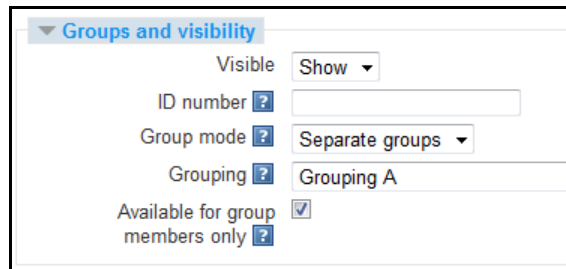 Groups and visibility
Visible Show
ID number ?
Group mode ? Separate groups
Grouping ? Grouping A
Available for group
members only ?